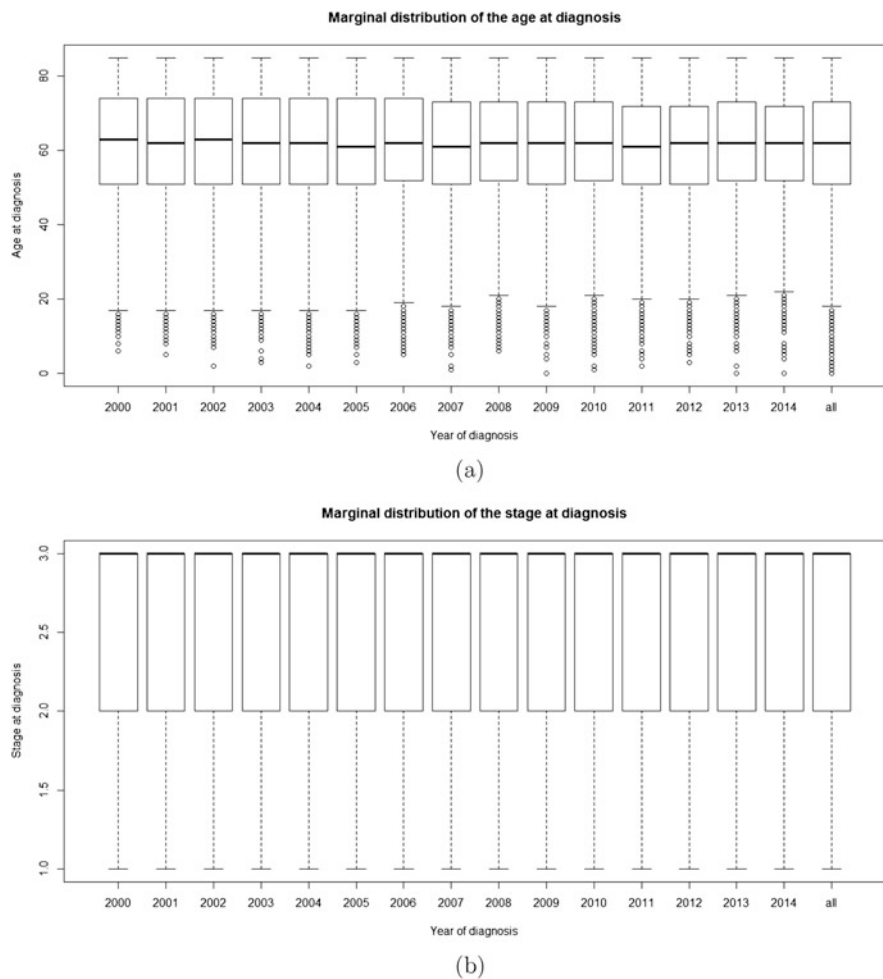 Marginal distribution of the age at diagnosis
Age at diagnosis
80
60
40
20
0
2000 2001 2002 2003 2004 2005 2006 2007 2008 2009 2010 2011 2012 2013 2014 all
Year of diagnosis
(a)
Marginal distribution of the stage at diagnosis
Stage at diagnosis
3.0
2.5
2.0
1.5
1.0
2000 2001 2002 2003 2004 2005 2006 2007 2008 2009 2010 2011 2012 2013 2014 all
Year of diagnosis
(b)